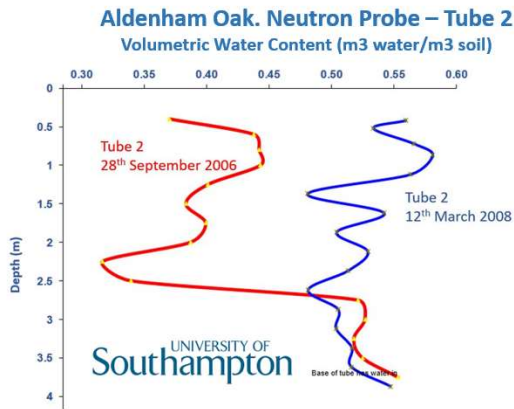 Aldenham Oak. Neutron Probe – Tube 2
Volumetric Water Content (m3 water/m3 soil)
0.30 0.35 0.40 0.45 0.50 0.55 0.60
0
0.5
1
1.5
2
2.5
3
3.5
4
Depth (m)
Tube 2
28th September 2006
Tube 2
12th March 2008
UNIVERSITY OF
Southampton
Base of tube has water in